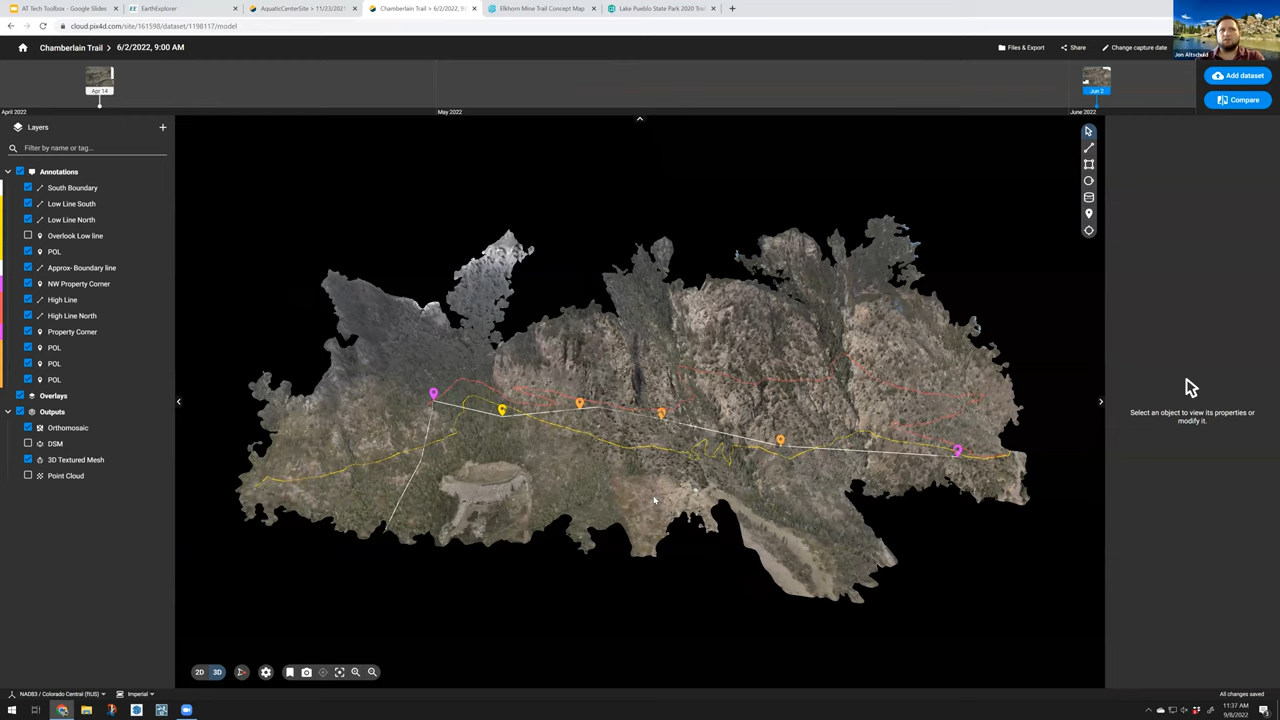 AT Tech Toolbox - Google Slides
EarthExplorer
AquaticCenterSite > 11/23/2021
Chamberlain Trail > 6/2/2022, 9:
Elkhorn Mine Trail Concept Map
Lake Pueblo State Park 2020 Trai
cloud.pix4d.com/site/161598/dataset/1198117/model
Jon Altschuld
Chamberlain Trail > 6/2/2022, 9:00 AM
Files & Export
Share
Change capture date
Add dataset
Compare
Apr 14
Jun 2
April 2022
May 2022
June 2022
Layers
Filter by name or tag...
Annotations
South Boundary
Low Line South
Low Line North
Overlook Low line
POL
Approx- Boundary line
NW Property Corner
High Line
High Line North
Property Corner
POL
POL
POL
Overlays
Outputs
Orthomosaic
DSM
3D Textured Mesh
Point Cloud
Select an object to view its properties or
modify it.
2D
3D
NAD83 / Colorado Central (ftUS)
Imperial
All changes saved
11:37 AM
9/8/2022